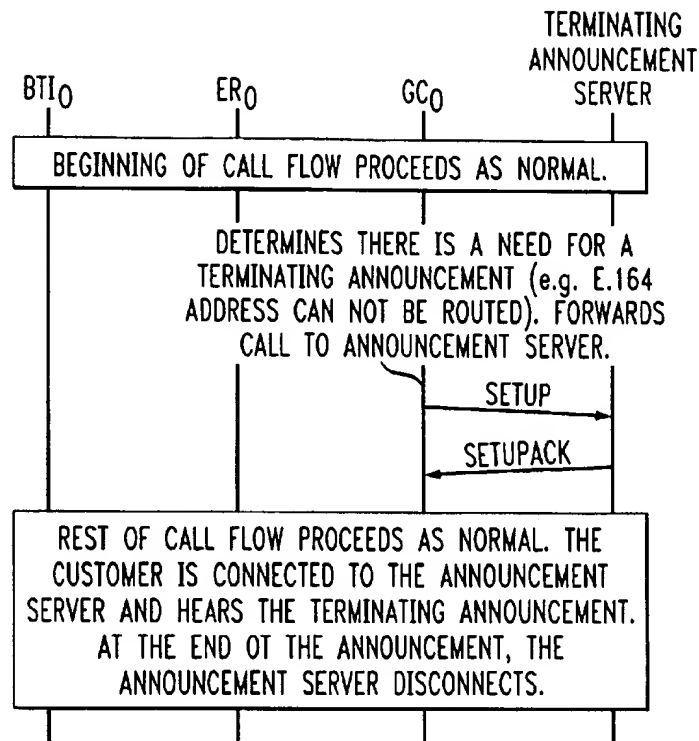 TERMINATING
ANNOUNCEMENT
SERVER
BTI0
ER0
GC0
BEGINNING OF CALL FLOW PROCEEDS AS NORMAL.
DETERMINES THERE IS A NEED FOR A
TERMINATING ANNOUNCEMENT (e.g. E.164
ADDRESS CAN NOT BE ROUTED). FORWARDS
CALL TO ANNOUNCEMENT SERVER.
SETUP
SETUPACK
REST OF CALL FLOW PROCEEDS AS NORMAL. THE
CUSTOMER IS CONNECTED TO THE ANNOUNCEMENT
SERVER AND HEARS THE TERMINATING ANNOUNCEMENT.
AT THE END OT THE ANNOUNCEMENT, THE
ANNOUNCEMENT SERVER DISCONNECTS.